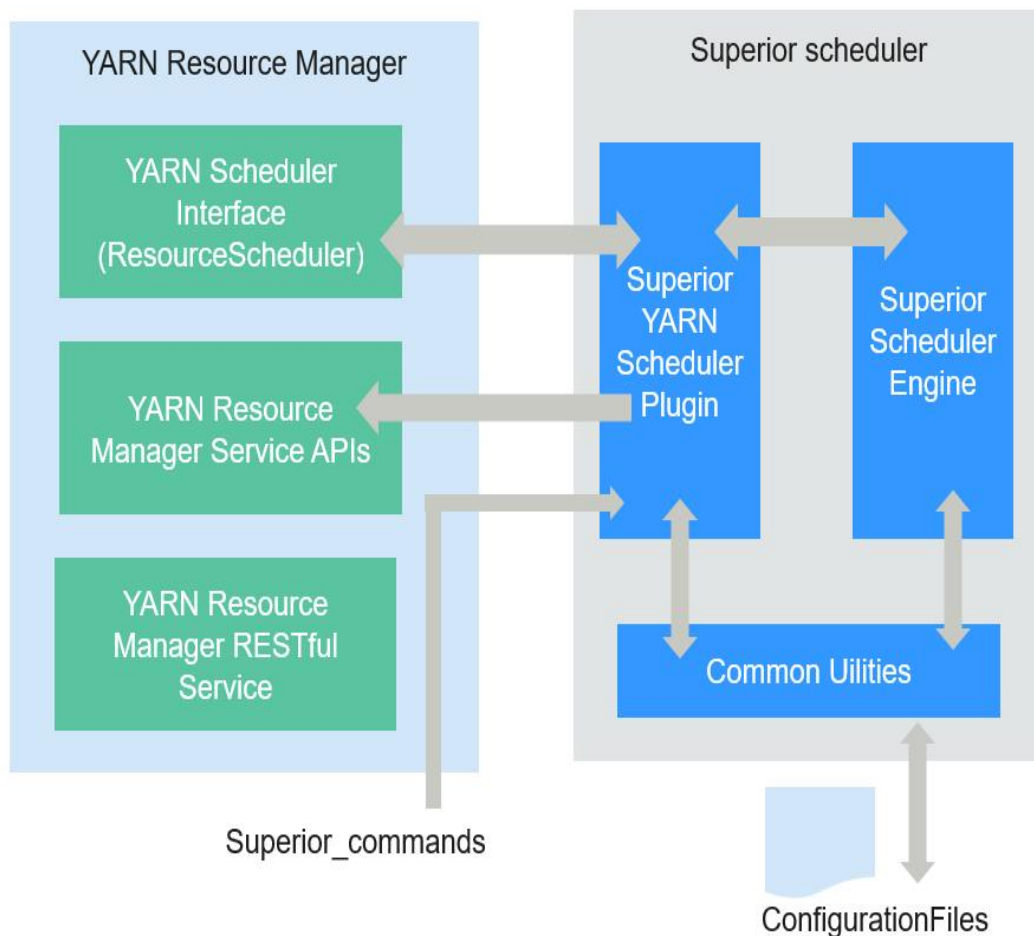 YARN Resource Manager
YARN Scheduler
Interface
(ResourceScheduler)
YARN Resource
Manager Service APIs
YARN Resource
Manager RESTful
Service
Superior scheduler
Superior
YARN
Scheduler
Plugin
Superior
Scheduler
Engine
Common Uilities
Superior_commands
ConfigurationFiles